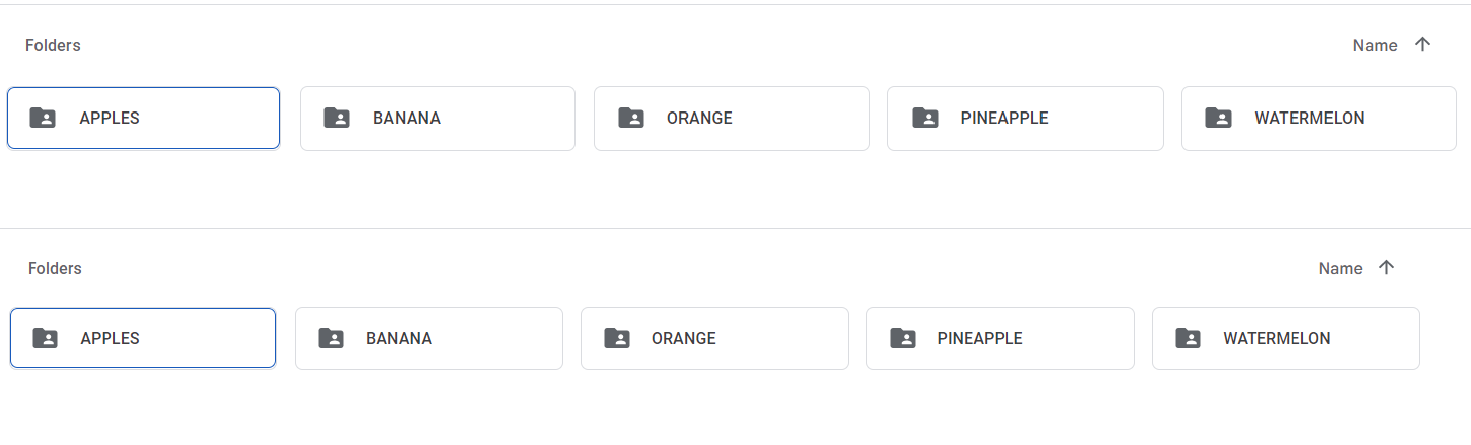 Folders Name
APPLES BANANA ORANGE PINEAPPLE WATERMELON
Folders Name
APPLES BANANA ORANGE PINEAPPLE WATERMELON